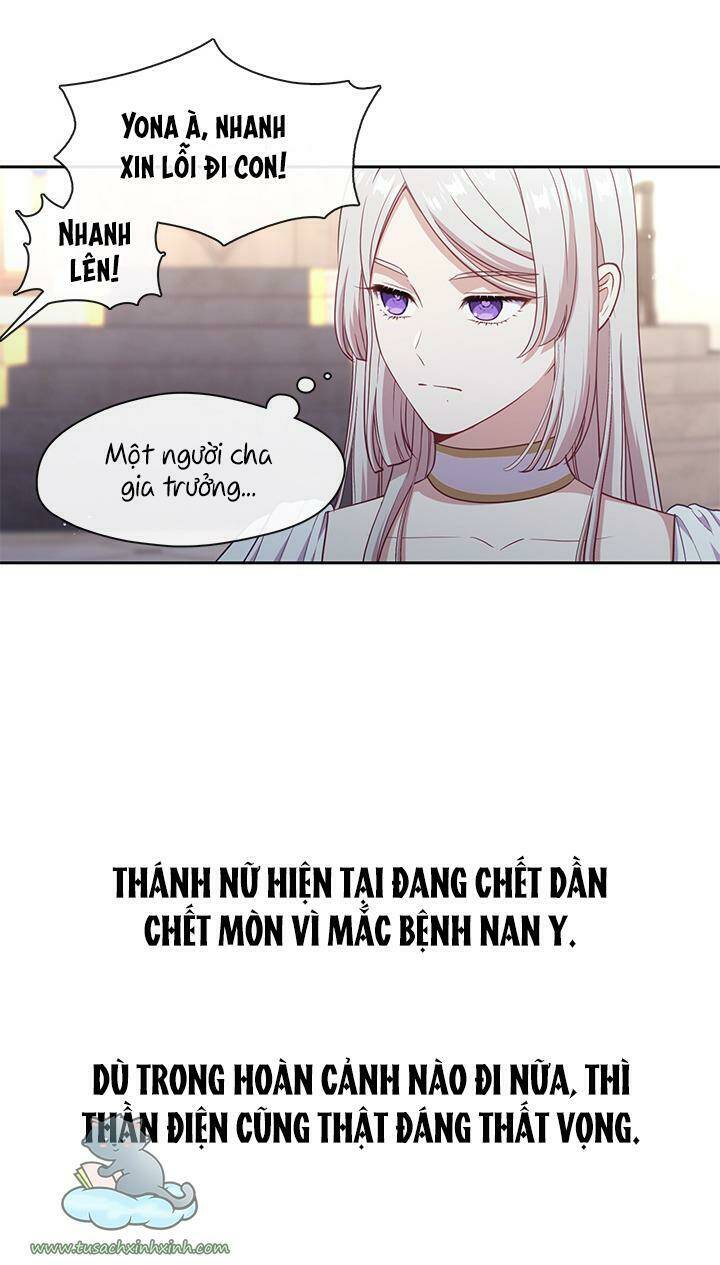 YONA À, NHANH
XIN LỖI ĐI CON!
NHANH
LÊN!
Một người cha
gia trưởng...
THÁNH NỮ HIỆN TẠI ĐANG CHẾT DẦN
CHẾT MÒN VÌ MẮC BỆNH NAN Y.
DÙ TRONG HOÀN CẢNH NÀO ĐI NỮA, THÌ
THẦN ĐIỆN CŨNG THẬT ĐÁNG THẤT VỌNG.
www.tusachxinhxinh.com